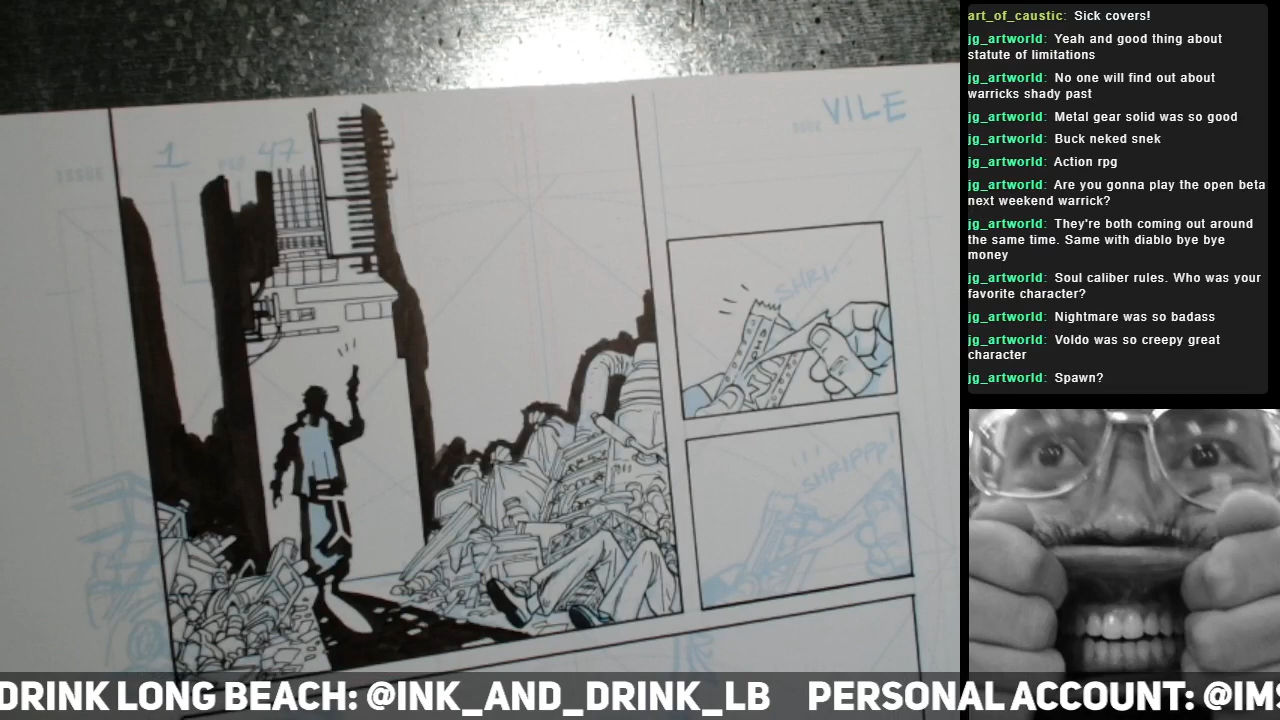 ISSUE 1 PGE 47
VILE
SHRI--
SHRIPPP!
art_of_caustic: Sick covers!
jg_artworld: Yeah and good thing about
statute of limitations
jg_artworld: No one will find out about
warricks shady past
jg_artworld: Metal gear solid was so good
jg_artworld: Buck neked snek
jg_artworld: Action rpg
jg_artworld: Are you gonna play the open beta
next weekend warrick?
jg_artworld: They're both coming out around
the same time. Same with diablo bye bye
money
jg_artworld: Soul caliber rules. Who was your
favorite character?
jg_artworld: Nightmare was so badass
jg_artworld: Voldo was so creepy great
character
jg_artworld: Spawn?
DRINK LONG BEACH: @INK_AND_DRINK_LB PERSONAL ACCOUNT: @IMS